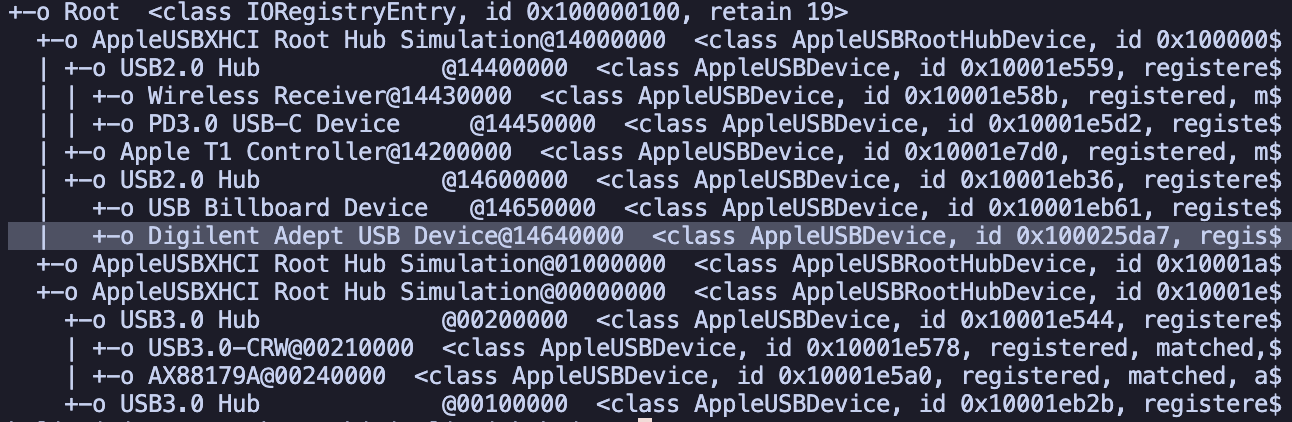 +-o Root  <class IORegistryEntry, id 0x100000100, retain 19>
  +-o AppleUSBXHCI Root Hub Simulation@14000000  <class AppleUSBRootHubDevice, id 0x100000$
  | +-o USB2.0 Hub             @14400000  <class AppleUSBDevice, id 0x10001e559, registere$
  | | +-o Wireless Receiver@14430000  <class AppleUSBDevice, id 0x10001e58b, registered, m$
  | | +-o PD3.0 USB-C Device     @14450000  <class AppleUSBDevice, id 0x10001e5d2, registe$
  | +-o Apple T1 Controller@14200000  <class AppleUSBDevice, id 0x10001e7d0, registered, m$
  | +-o USB2.0 Hub             @14600000  <class AppleUSBDevice, id 0x10001eb36, registere$
  |   +-o USB Billboard Device   @14650000  <class AppleUSBDevice, id 0x10001eb61, registe$
  |   +-o Digilent Adept USB Device@14640000  <class AppleUSBDevice, id 0x100025da7, regis$
  +-o AppleUSBXHCI Root Hub Simulation@01000000  <class AppleUSBRootHubDevice, id 0x10001a$
  +-o AppleUSBXHCI Root Hub Simulation@00000000  <class AppleUSBRootHubDevice, id 0x10001e$
    +-o USB3.0 Hub             @00200000  <class AppleUSBDevice, id 0x10001e544, registere$
    | +-o USB3.0-CRW@00210000  <class AppleUSBDevice, id 0x10001e578, registered, matched,$
    | +-o AX88179A@00240000  <class AppleUSBDevice, id 0x10001e5a0, registered, matched, a$
    +-o USB3.0 Hub             @00100000  <class AppleUSBDevice, id 0x10001eb2b, registere$